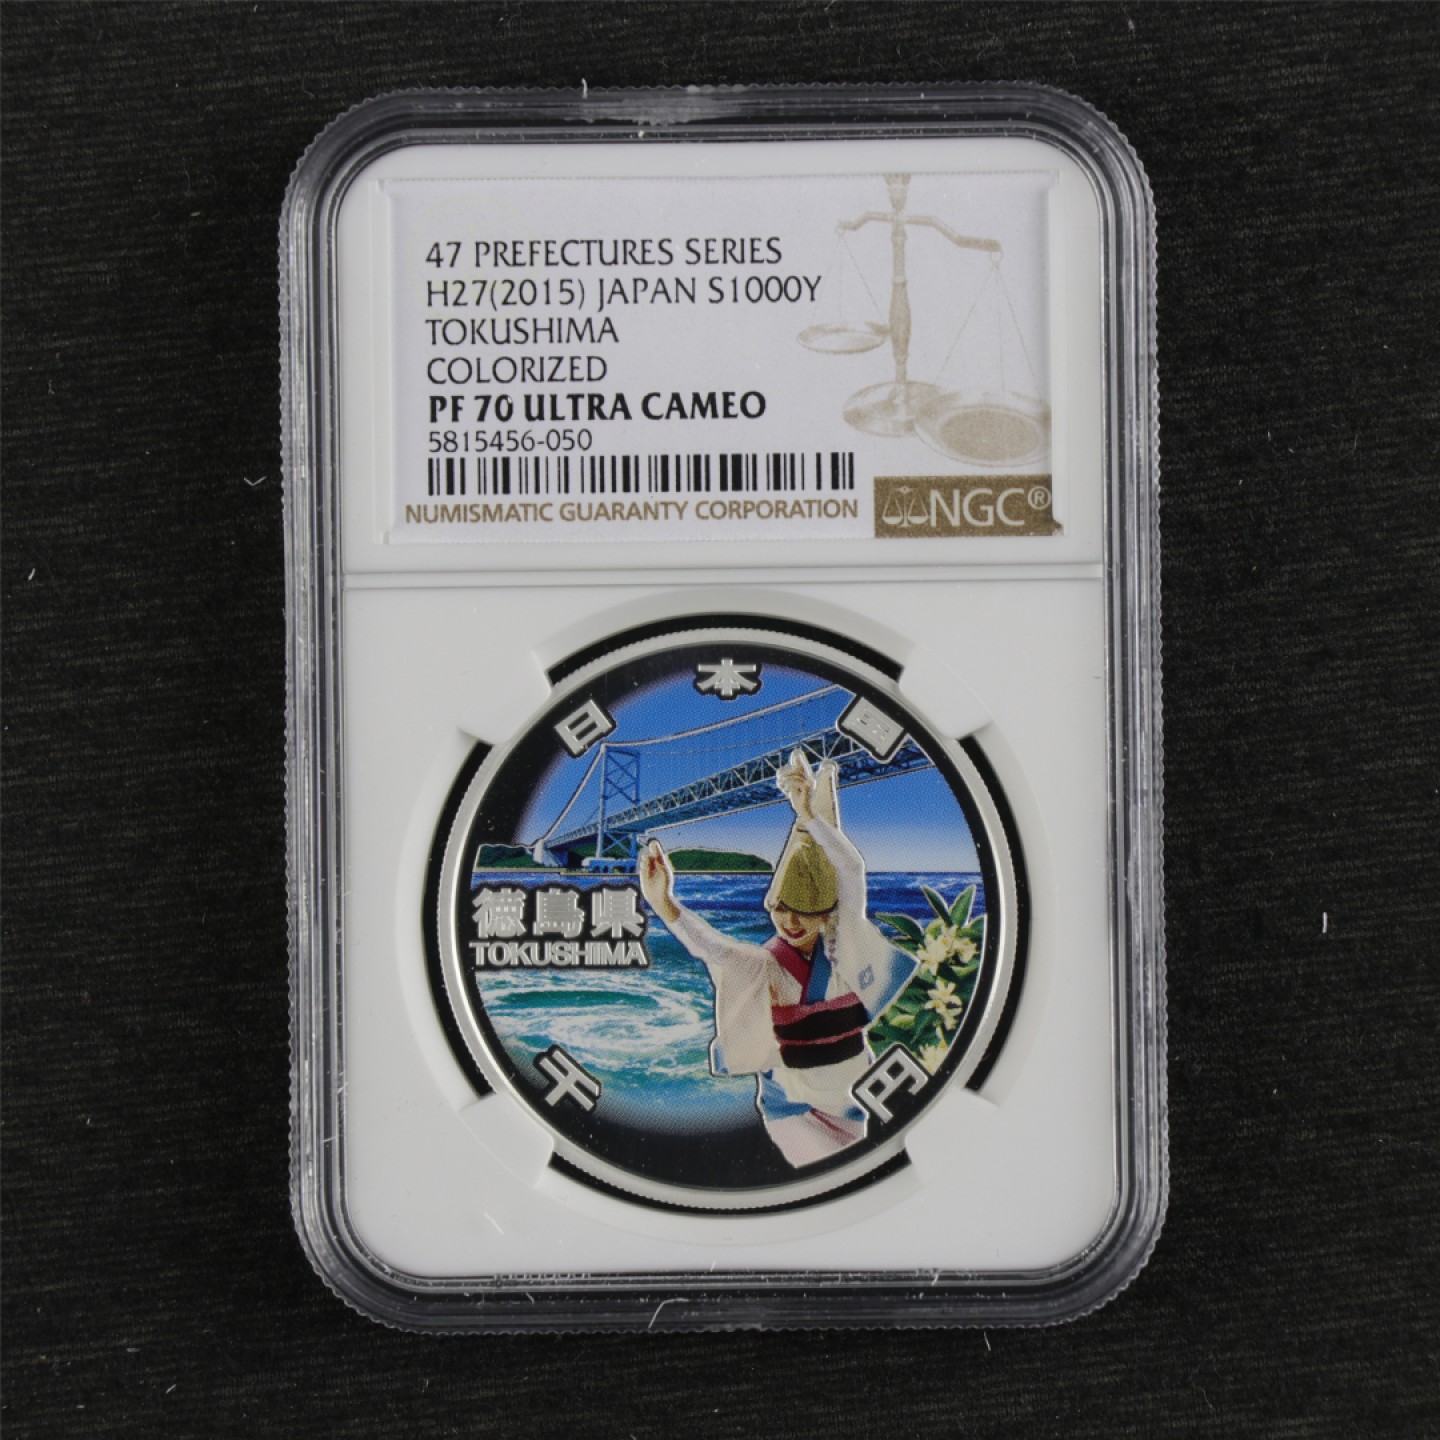 47 PREFECTURES SERIES
H27(2015) JAPAN S1000Y
TOKUSHIMA
COLORIZED
PF 70 ULTRA CAMEO
5815456-050
NUMISMATIC GUARANTY CORPORATION
NGC®
日本国
徳島県
TOKUSHIMA
千円